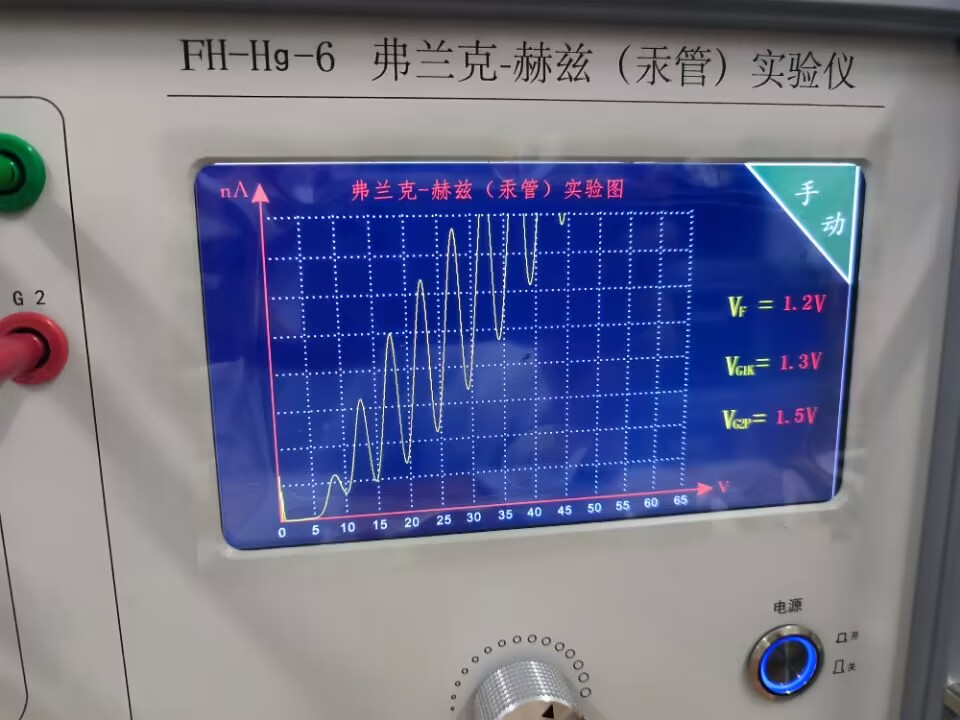 FH-Hg-6 弗兰克-赫兹（汞管）实验仪
nA
弗兰克-赫兹（汞管）实验图
手
动
G 2
VF = 1.2V
VG1K= 1.3V
VG2P= 1.5V
V
0 5 10 15 20 25 30 35 40 45 50 55 60 65
电源
开
关